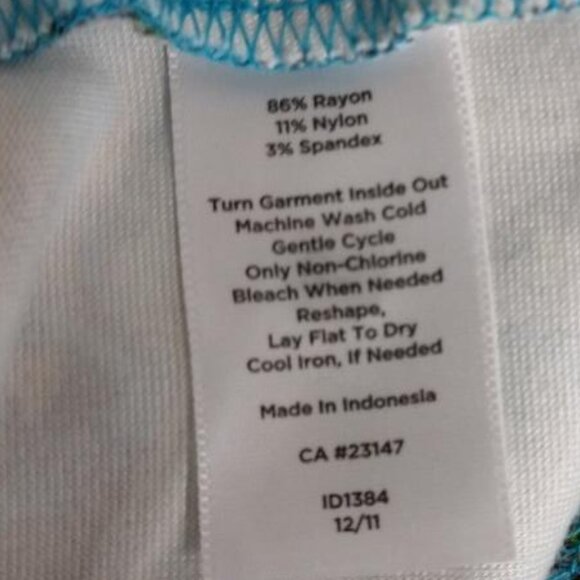 86% Rayon
11% Nylon
3% Spandex
Turn Garment Inside Out
Machine Wash Cold
Gentle Cycle
Only Non-Chlorine
Bleach When Needed
Reshape,
Lay Flat To Dry
Cool Iron, If Needed
Made In Indonesia
CA #23147
ID1384
12/11